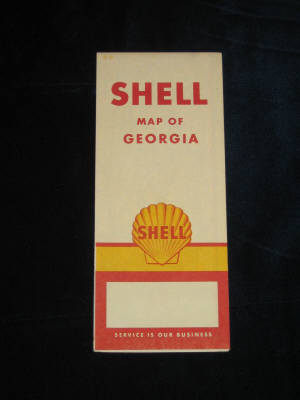 SHELL
MAP OF
GEORGIA
SHELL
SERVICE IS OUR BUSINESS